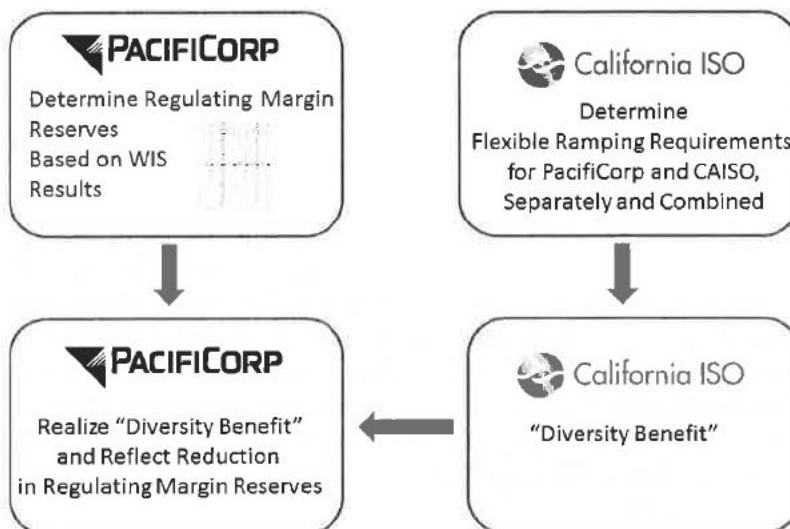 PACIFICORP
Determine Regulating Margin
Reserves
Based on WIS
Results
California ISO
Determine
Flexible Ramping Requirements
for PacifiCorp and CAISO,
Separately and Combined
PACIFICORP
Realize “Diversity Benefit”
and Reflect Reduction
in Regulating Margin Reserves
California ISO
“Diversity Benefit”